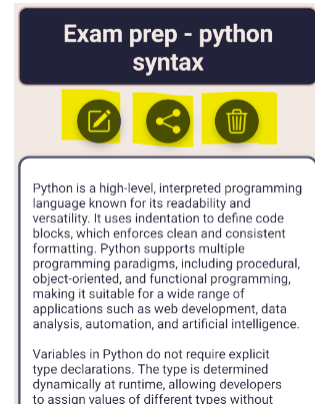 Exam prep - python
syntax
Python is a high-level, interpreted programming
language known for its readability and
versatility. It uses indentation to define code
blocks, which enforces clean and consistent
formatting. Python supports multiple
programming paradigms, including procedural,
object-oriented, and functional programming,
making it suitable for a wide range of
applications such as web development, data
analysis, automation, and artificial intelligence.
Variables in Python do not require explicit
type declarations. The type is determined
dynamically at runtime, allowing developers
to assign values of different types without